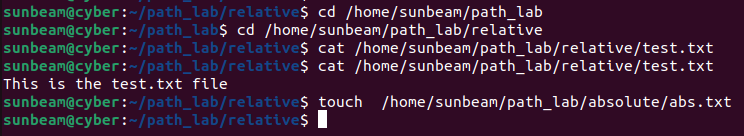 sunbeam@cyber:~/path_lab/relative$ cd /home/sunbeam/path_lab
sunbeam@cyber:~/path_lab$ cd /home/sunbeam/path_lab/relative
sunbeam@cyber:~/path_lab/relative$ cat /home/sunbeam/path_lab/relative/test.txt
sunbeam@cyber:~/path_lab/relative$ cat /home/sunbeam/path_lab/relative/test.txt
This is the test.txt file
sunbeam@cyber:~/path_lab/relative$ touch  /home/sunbeam/path_lab/absolute/abs.txt
sunbeam@cyber:~/path_lab/relative$